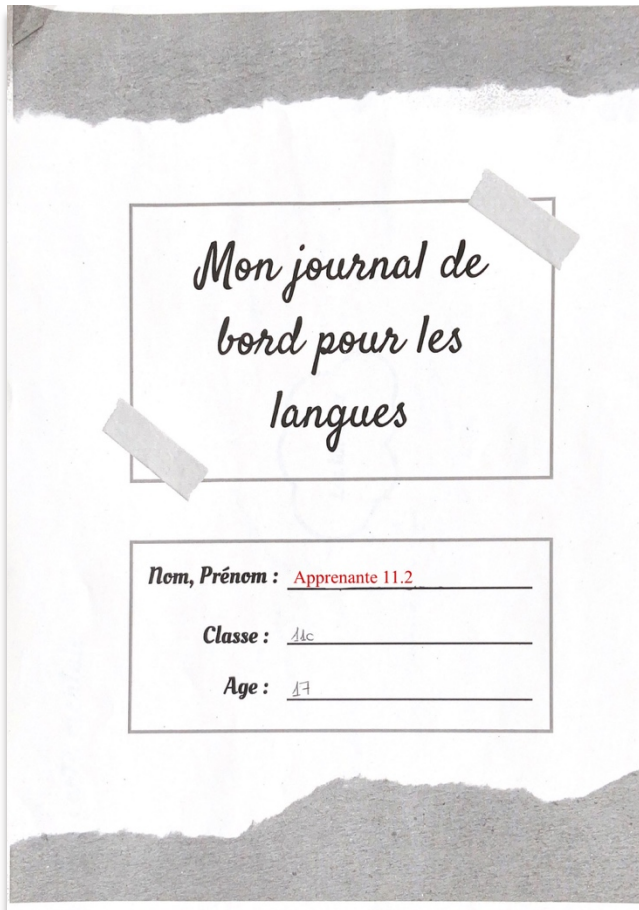 Mon journal de
bord pour les
langues
Nom, Prénom : Apprenante 11.2
Classe : 11c
Age : 17